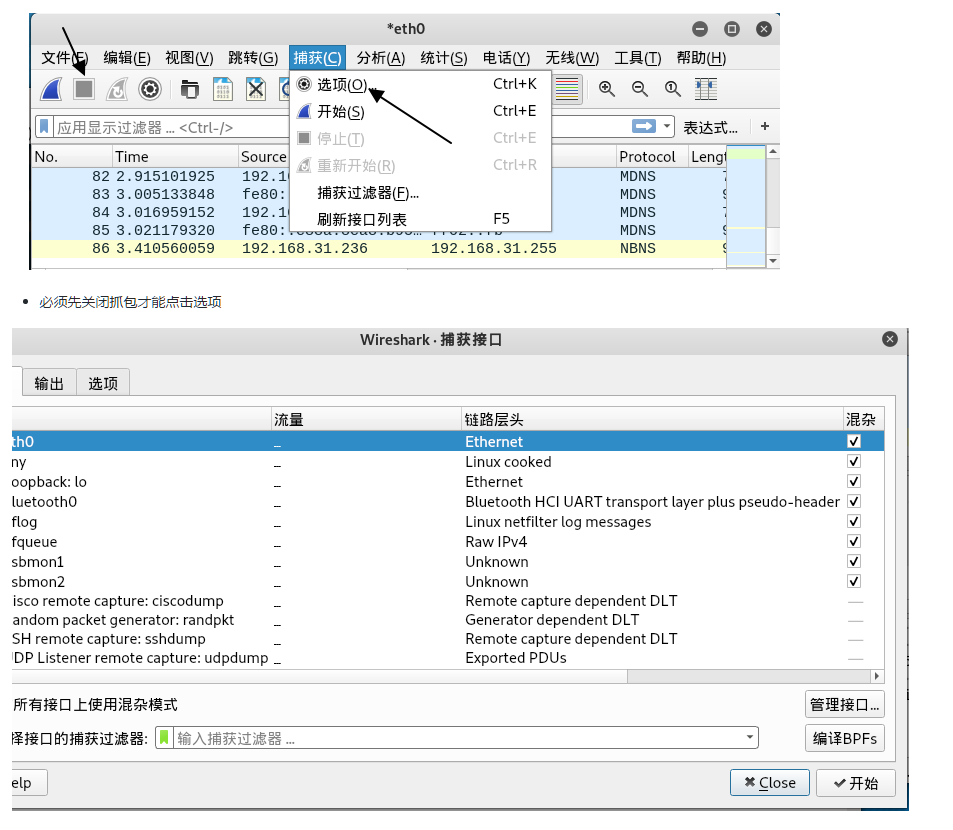 *eth0
文件(F) 编辑(E) 视图(V) 跳转(G) 捕获(C) 分析(A) 统计(S) 电话(Y) 无线(W) 工具(T) 帮助(H)
选项(O)... Ctrl+K
开始(S) Ctrl+E
停止(T) Ctrl+E
重新开始(R) Ctrl+R
捕获过滤器(F)...
刷新接口列表 F5
应用显示过滤器 ... <Ctrl-/> 表达式... +
No. Time Source Protocol Lengt
82 2.915101925 192.1 MDNS
83 3.005133848 fe80: MDNS
84 3.016959152 192.1 MDNS
85 3.021179320 fe80: MDNS
86 3.410560059 192.168.31.236 192.168.31.255 NBNS
• 必须先关闭抓包才能点击选项
Wireshark · 捕获接口
输出 选项
流量 链路层头 混杂
th0 _ Ethernet
ny _ Linux cooked
oopback: lo _ Ethernet
luetooth0 _ Bluetooth HCI UART transport layer plus pseudo-header
flog _ Linux netfilter log messages
fqueue _ Raw IPv4
sbmon1 _ Unknown
sbmon2 _ Unknown
isco remote capture: ciscodump _ Remote capture dependent DLT —
andom packet generator: randpkt _ Generator dependent DLT —
SH remote capture: sshdump _ Remote capture dependent DLT —
DP Listener remote capture: udpdump _ Exported PDUs —
所有接口上使用混杂模式 管理接口...
择接口的捕获过滤器: 输入捕获过滤器 ... 编译BPFs
elp Close 开始